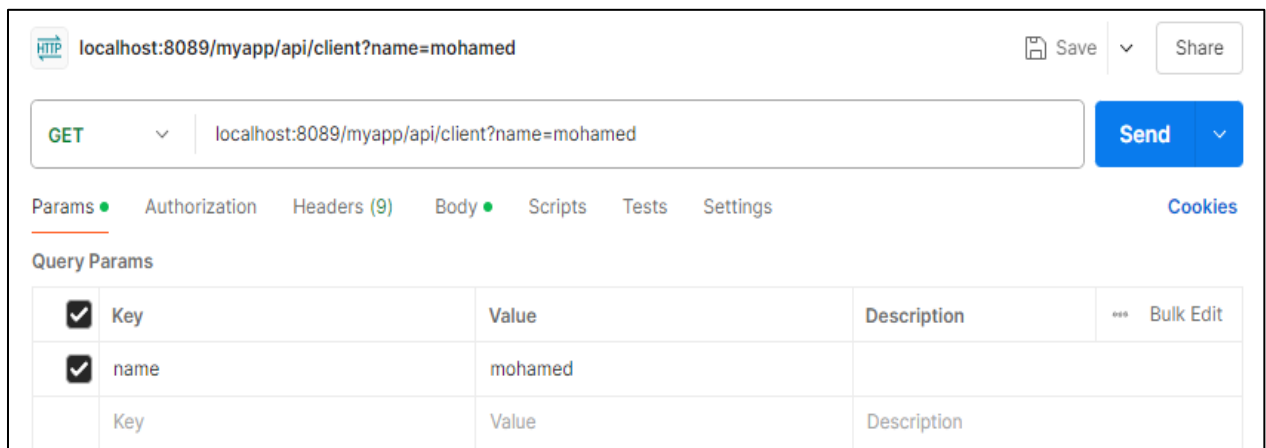 HTTP localhost:8089/myapp/api/client?name=mohamed Save Share
GET localhost:8089/myapp/api/client?name=mohamed Send
Params Authorization Headers (9) Body Scripts Tests Settings Cookies
Query Params
Key Value Description Bulk Edit
name mohamed
Key Value Description